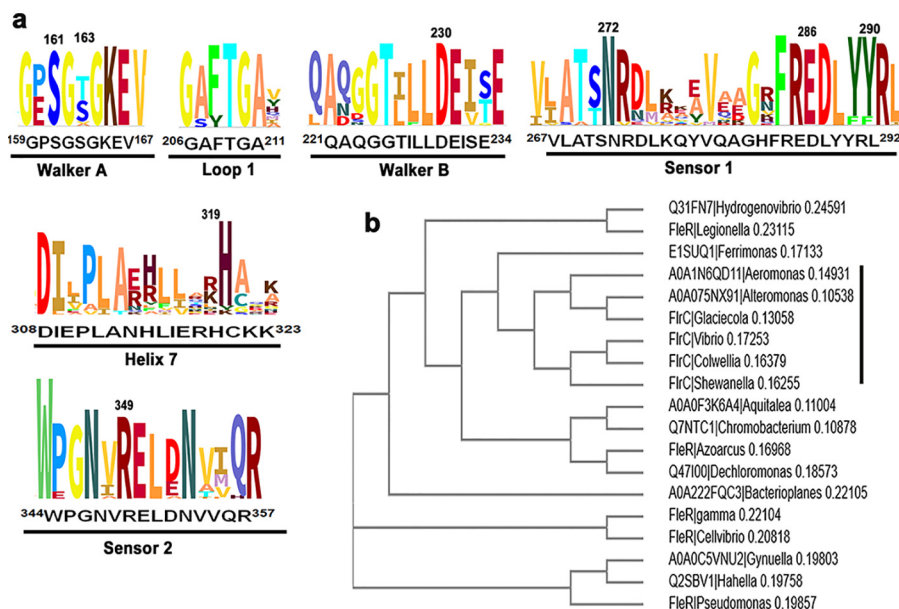 a
161 163
GPSGTGKEV
159GPSGSGKEV167
Walker A
GAFTGA
206GAFTGA211
Loop 1
230
QAQGGTILLDEITE
221QAQGGTILLDEISE234
Walker B
272 286 290
267VLATSNRDLKQYVQAGHFREDLYYRL292
Sensor 1
319
308DIEPLANHLIERHCKK323
Helix 7
349
344WPGNVRELDNVVQR357
Sensor 2
b
Q31FN7|Hydrogenovibrio 0.24591
FleR|Legionella 0.23115
E1SUQ1|Ferrimonas 0.17133
A0A1N6QD11|Aeromonas 0.14931
A0A075NX91|Alteromonas 0.10538
FlrC|Glaciecola 0.13058
FlrC|Vibrio 0.17253
FlrC|Colwellia 0.16379
FlrC|Shewanella 0.16255
A0A0F3K6A4|Aquitalea 0.11004
Q7NTC1|Chromobacterium 0.10878
FleR|Azoarcus 0.16968
Q47I00|Dechloromonas 0.18573
A0A222FQC3|Bacterioplanes 0.22105
FleR|gamma 0.22104
FleR|Cellvibrio 0.20818
A0A0C5VNU2|Gynuella 0.19803
Q2SBV1|Hahella 0.19758
FleR|Pseudomonas 0.19857